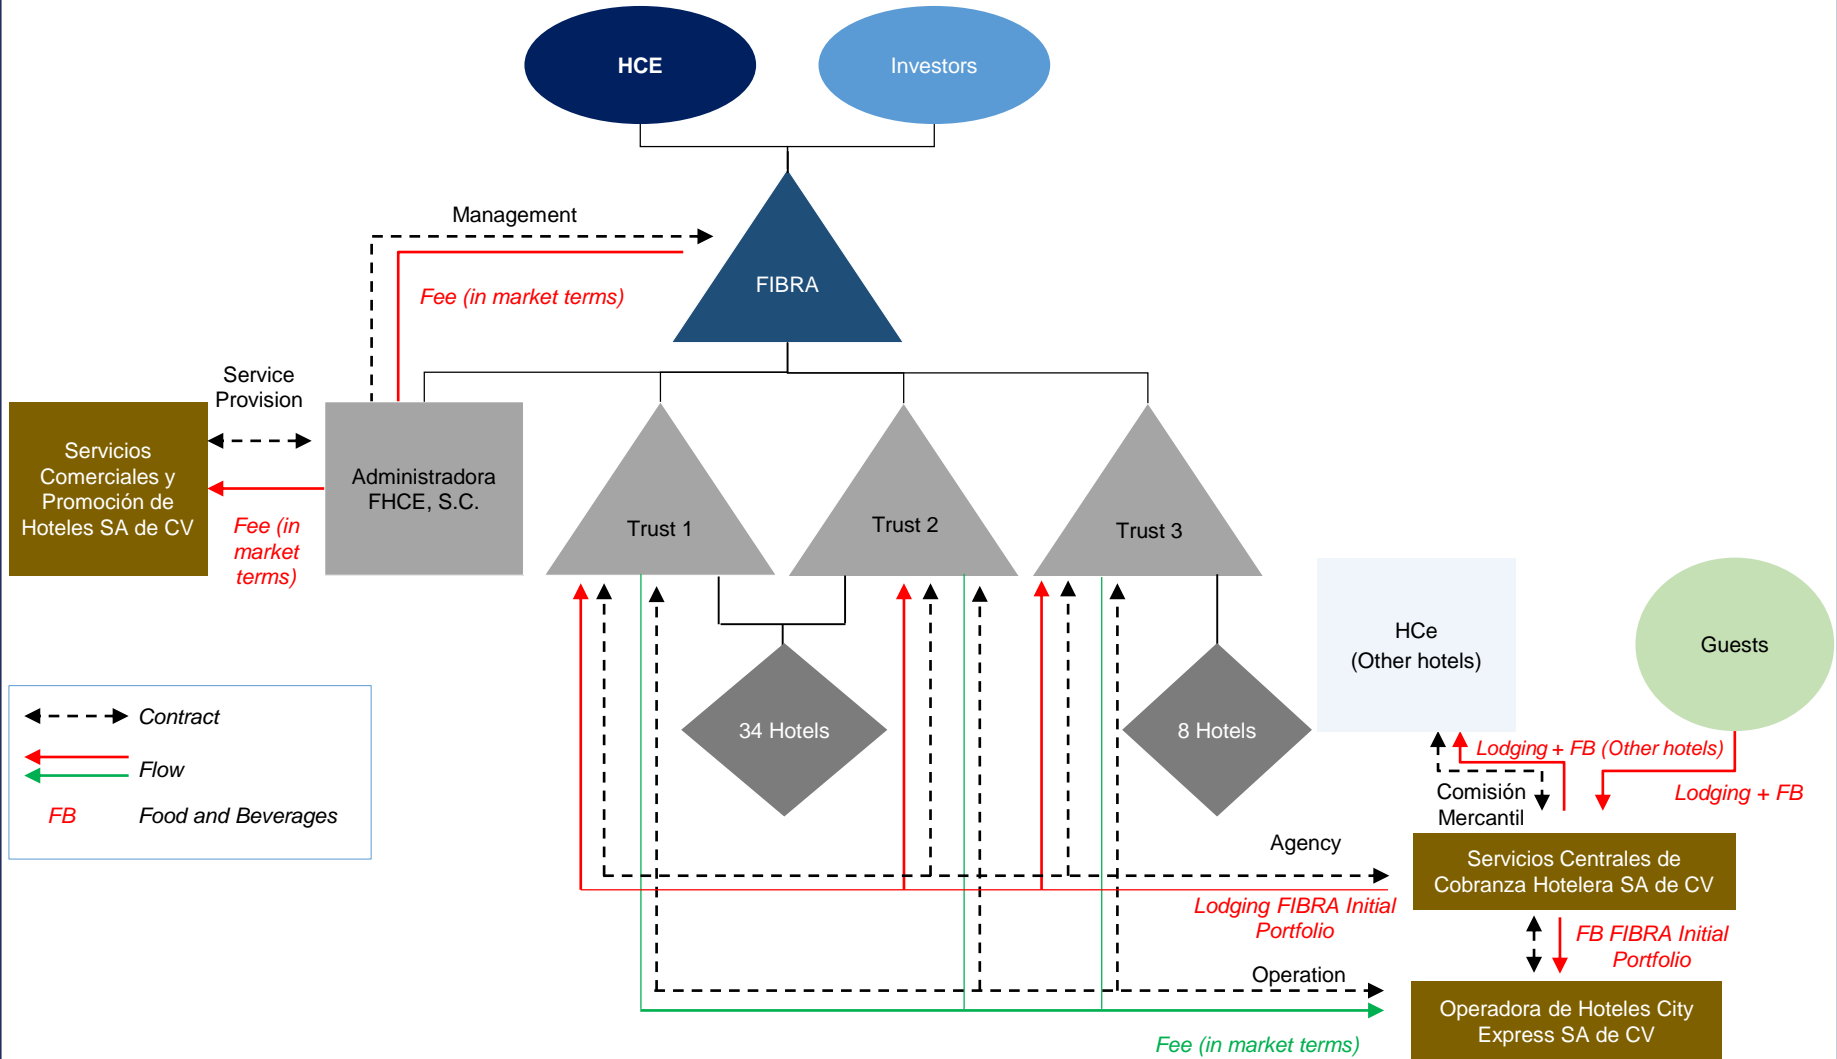 HCE
Investors
Management
Fee (in market terms)
FIBRA
Service
Provision
Servicios
Comerciales y
Promoción de
Hoteles SA de CV
Administradora
FHCE, S.C.
Fee (in
market
terms)
Trust 1
Trust 2
Trust 3
HCe
(Other hotels)
Guests
34 Hotels
8 Hotels
Contract
Flow
FB Food and Beverages
Lodging + FB (Other hotels)
Lodging + FB
Comisión
Mercantil
Agency
Servicios Centrales de
Cobranza Hotelera SA de CV
Lodging FIBRA Initial
Portfolio
FB FIBRA Initial
Portfolio
Operation
Operadora de Hoteles City
Express SA de CV
Fee (in market terms)